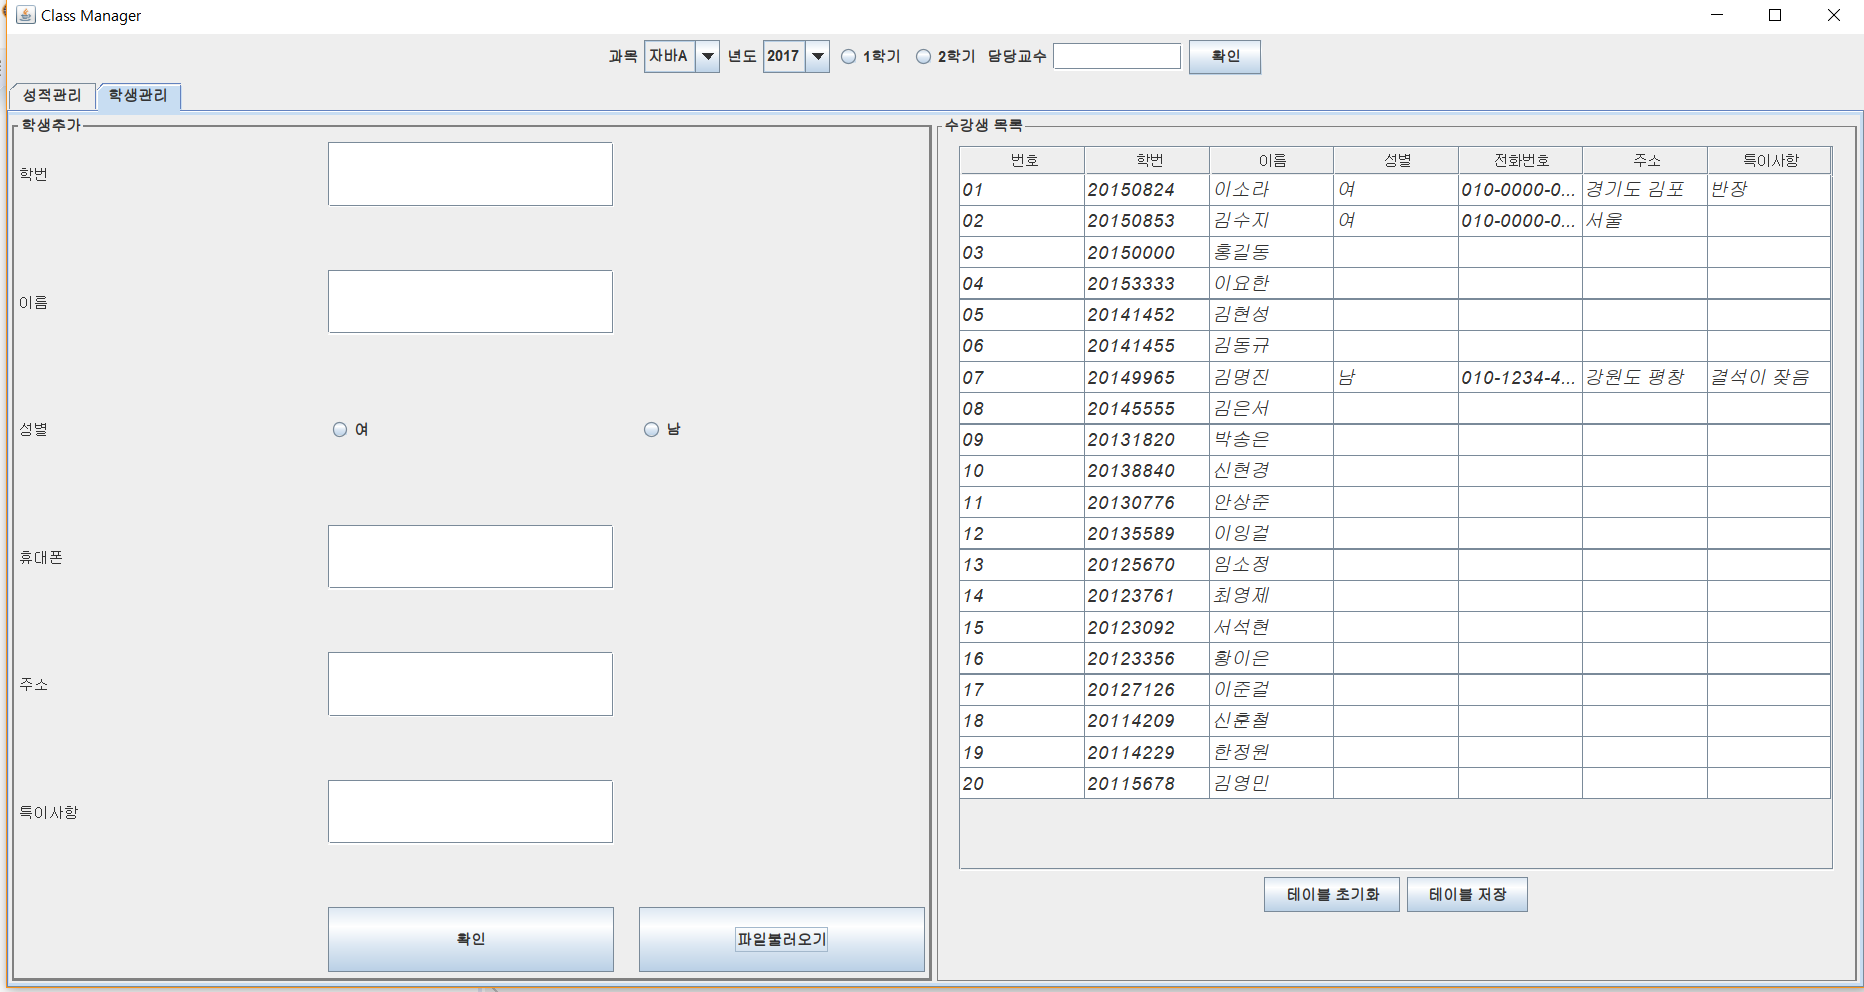 Class Manager
과목 자바A 년도 2017 1학기 2학기 담당교수 확인
성적관리 학생관리
학생추가
학번
이름
성별 여 남
휴대폰
주소
특이사항
확인 파일불러오기
수강생 목록
번호 학번 이름 성별 전화번호 주소 특이사항
01 20150824 이소라 여 010-0000-0... 경기도 김포 반장
02 20150853 김수지 여 010-0000-0... 서울
03 20150000 홍길동
04 20153333 이요한
05 20141452 김현성
06 20141455 김동규
07 20149965 김명진 남 010-1234-4... 강원도 평창 결석이 잦음
08 20145555 김은서
09 20131820 박송은
10 20138840 신현경
11 20130776 안상준
12 20135589 이잉걸
13 20125670 임소정
14 20123761 최영제
15 20123092 서석현
16 20123356 황이은
17 20127126 이준걸
18 20114209 신훈철
19 20114229 한정원
20 20115678 김영민
테이블 초기화 테이블 저장